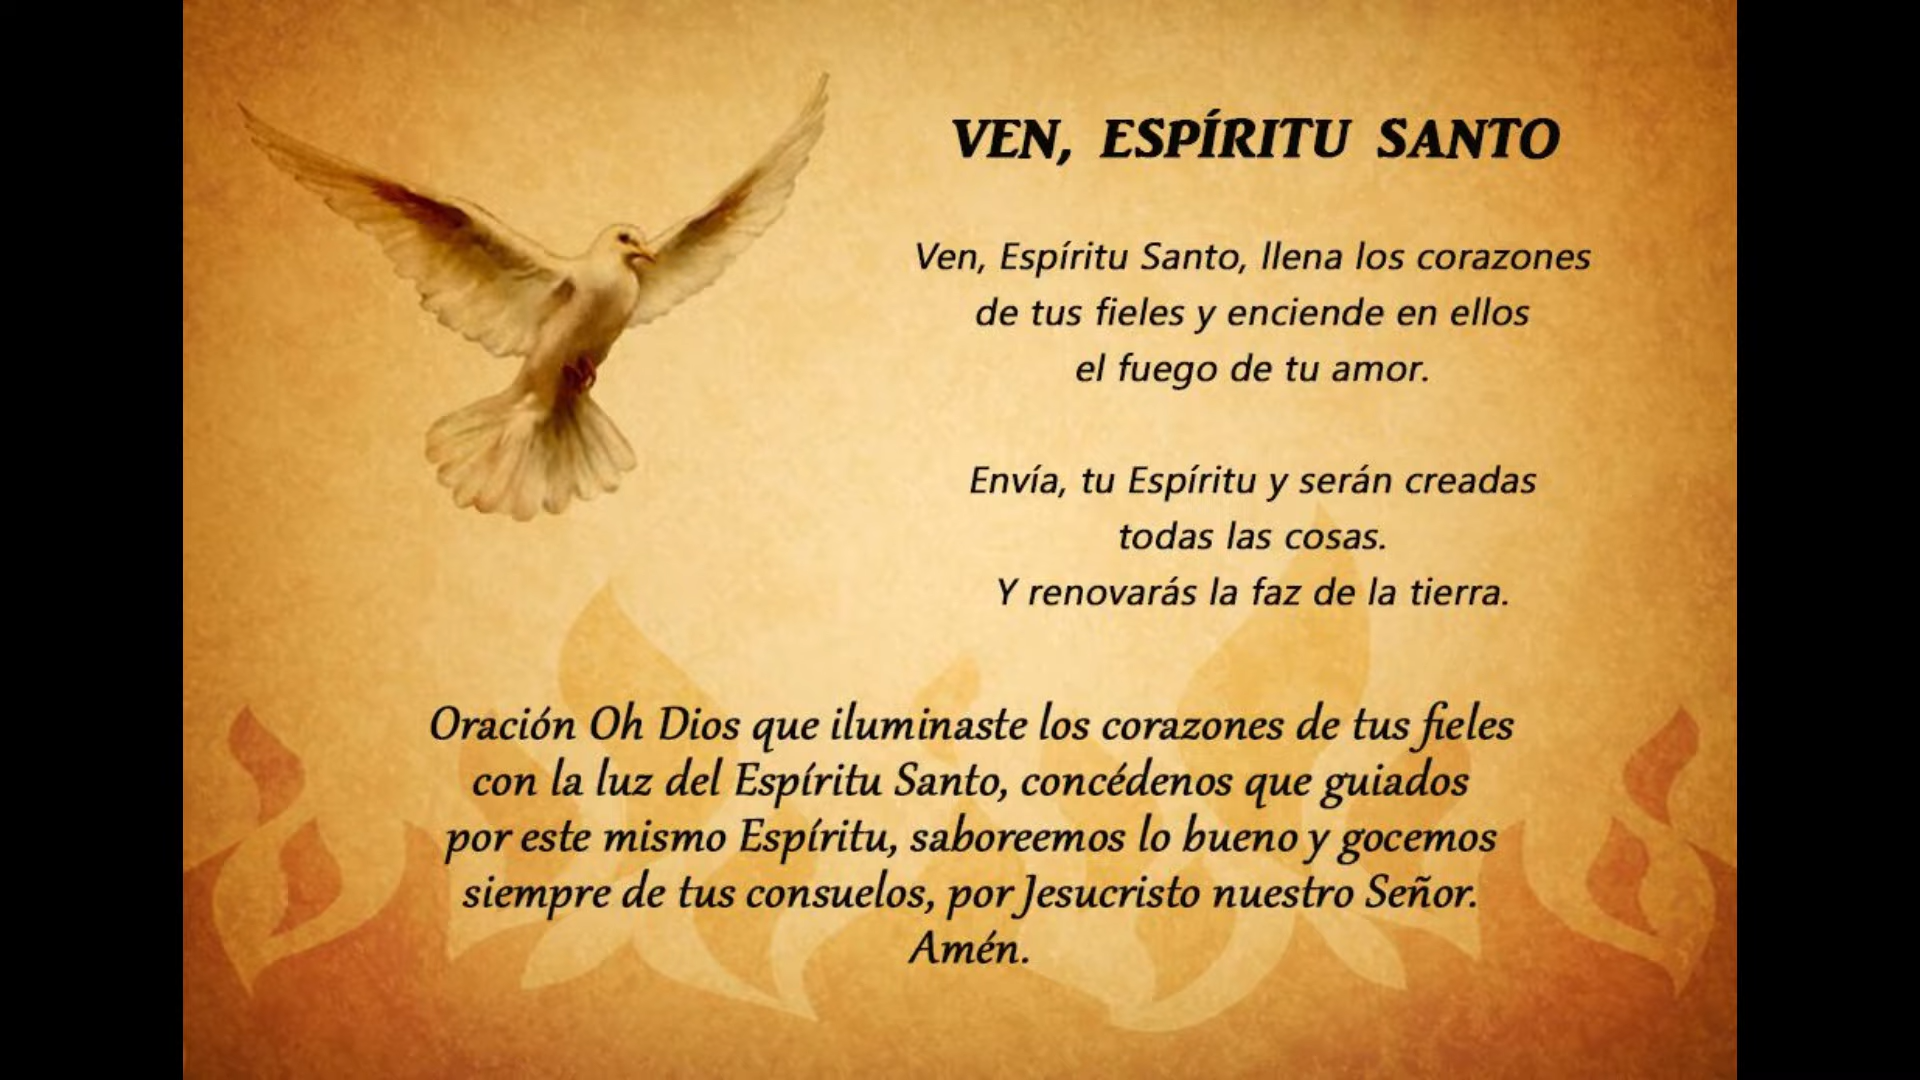 VEN, ESPÍRITU SANTO
Ven, Espíritu Santo, llena los corazones
de tus fieles y enciende en ellos
el fuego de tu amor.
Envía, tu Espíritu y serán creadas
todas las cosas.
Y renovarás la faz de la tierra.
Oración Oh Dios que iluminaste los corazones de tus fieles
con la luz del Espíritu Santo, concédenos que guiados
por este mismo Espíritu, saboreemos lo bueno y gocemos
siempre de tus consuelos, por Jesucristo nuestro Señor.
Amén.